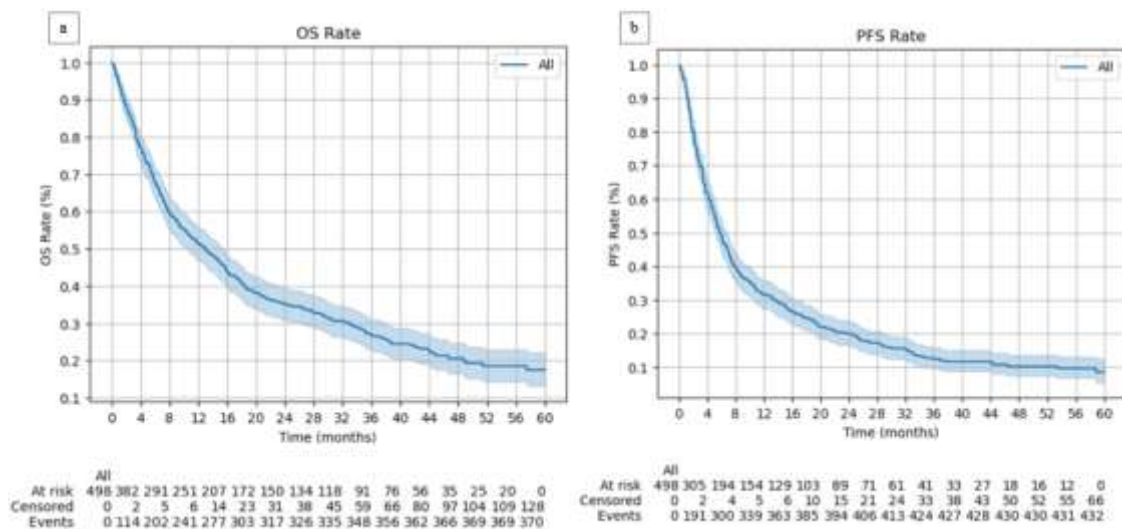 a
OS Rate
All
OS Rate (%)
1.0
0.9
0.8
0.7
0.6
0.5
0.4
0.3
0.2
0.1
0 4 8 12 16 20 24 28 32 36 40 44 48 52 56 60
Time (months)
All
At risk 498 382 291 251 207 172 150 134 118 91 76 56 35 25 20 0
Censored 0 2 5 6 14 23 31 38 45 59 66 80 97 104 109 128
Events 0 114 202 241 277 303 317 326 335 348 356 362 366 369 369 370
b
PFS Rate
All
PFS Rate (%)
1.0
0.9
0.8
0.7
0.6
0.5
0.4
0.3
0.2
0.1
0 4 8 12 16 20 24 28 32 36 40 44 48 52 56 60
Time (months)
All
At risk 498 305 194 154 129 103 89 71 61 41 33 27 18 16 12 0
Censored 0 2 4 5 6 10 15 21 24 33 38 43 50 52 55 66
Events 0 191 300 339 363 385 394 406 413 424 427 428 430 430 431 432